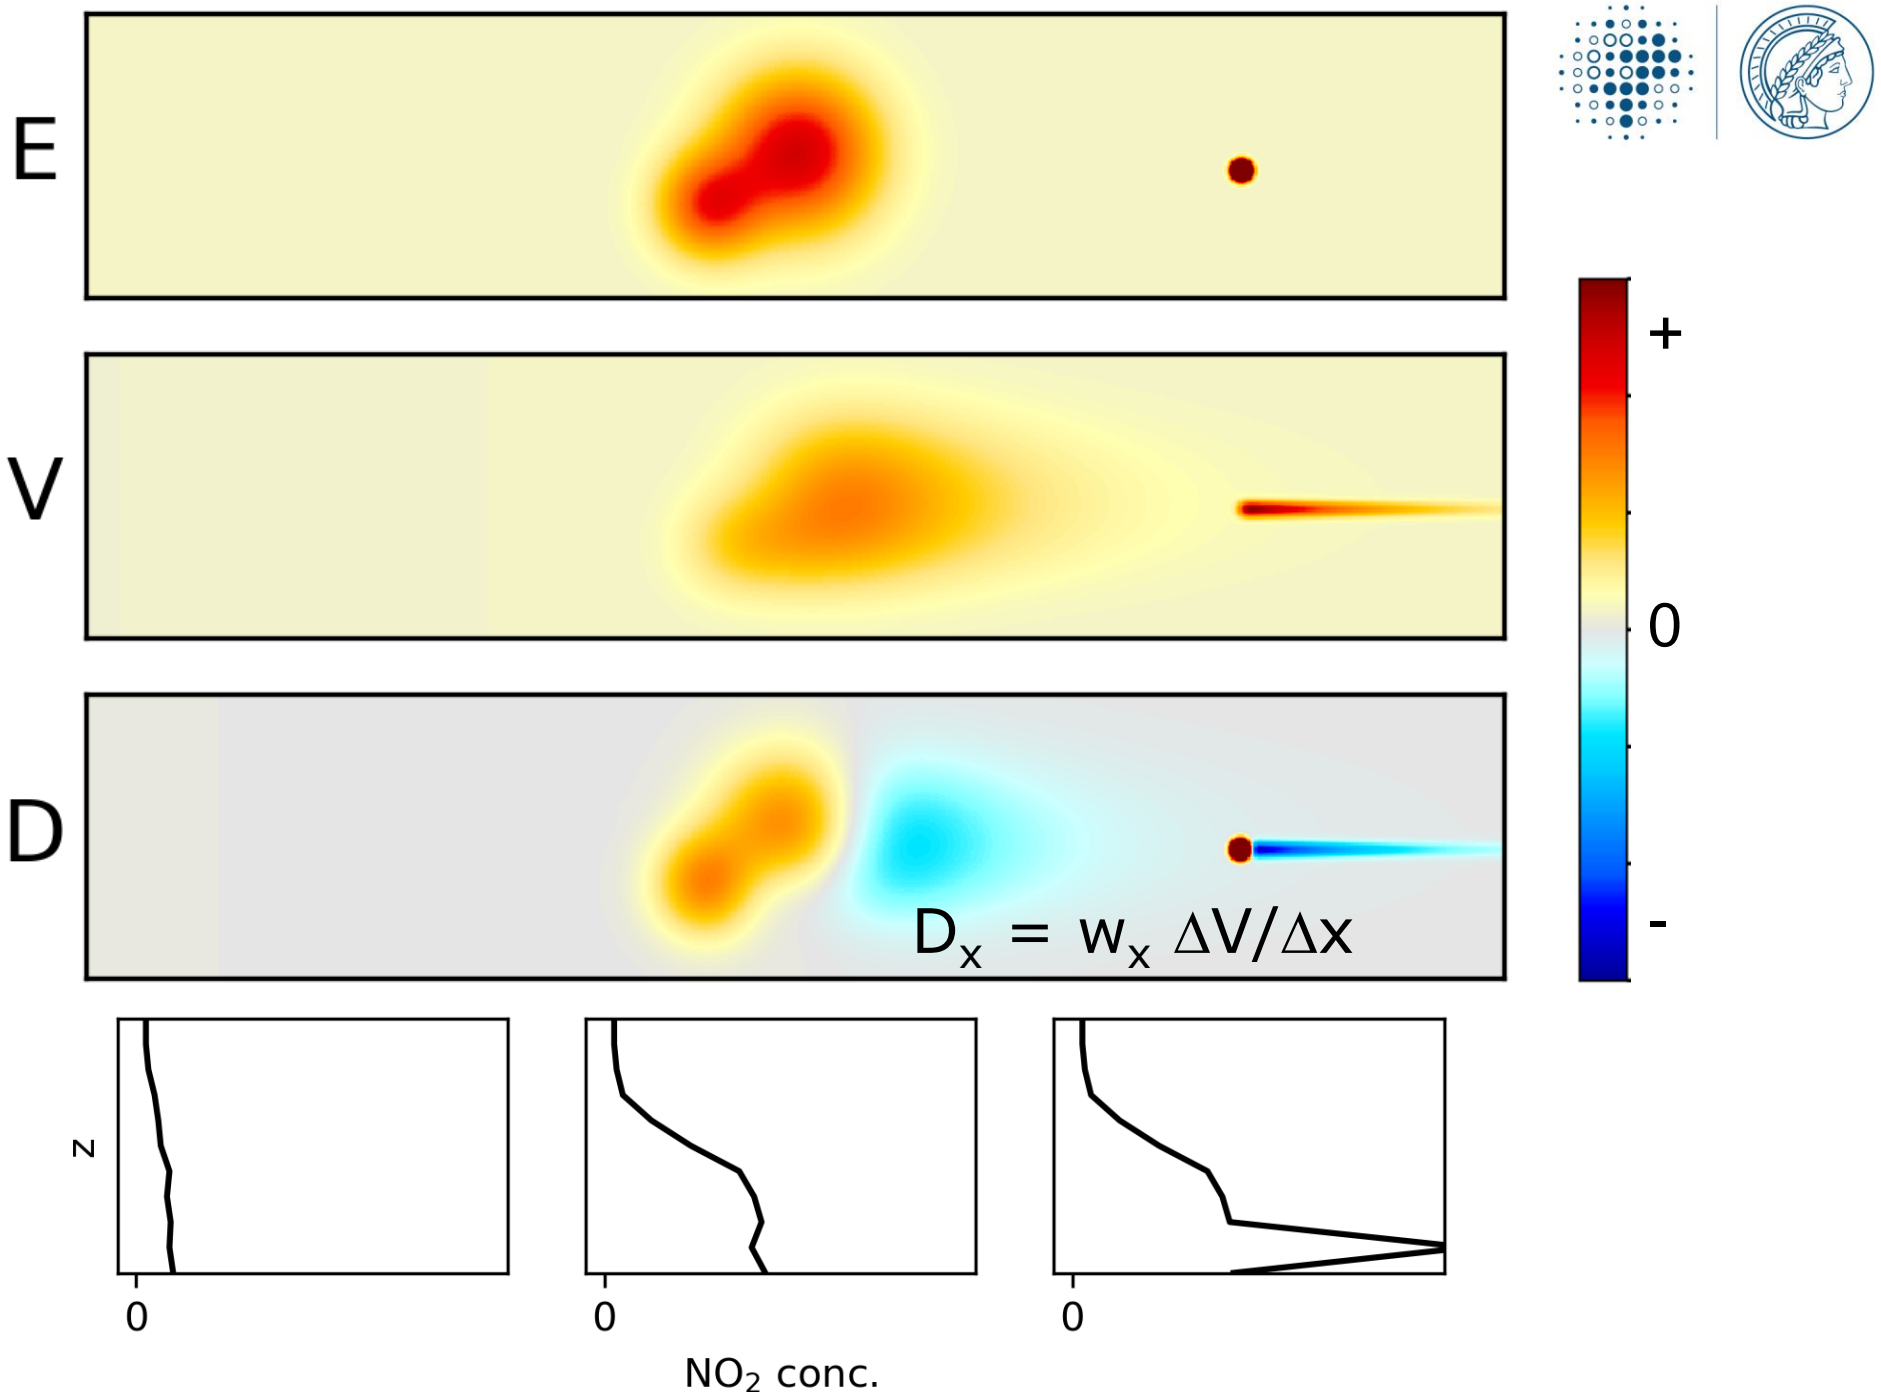 E
+
V
0
D
Dₓ = wₓ ΔV/Δx
-
z
0 0 0
NO₂ conc.